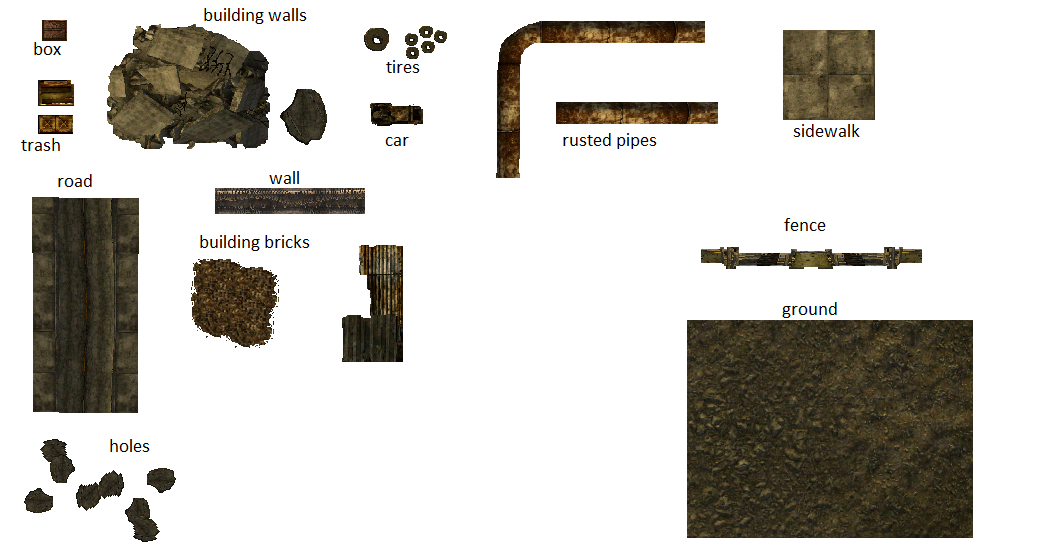 building walls
box
tires
trash
car
rusted pipes
sidewalk
road
wall
building bricks
fence
ground
holes